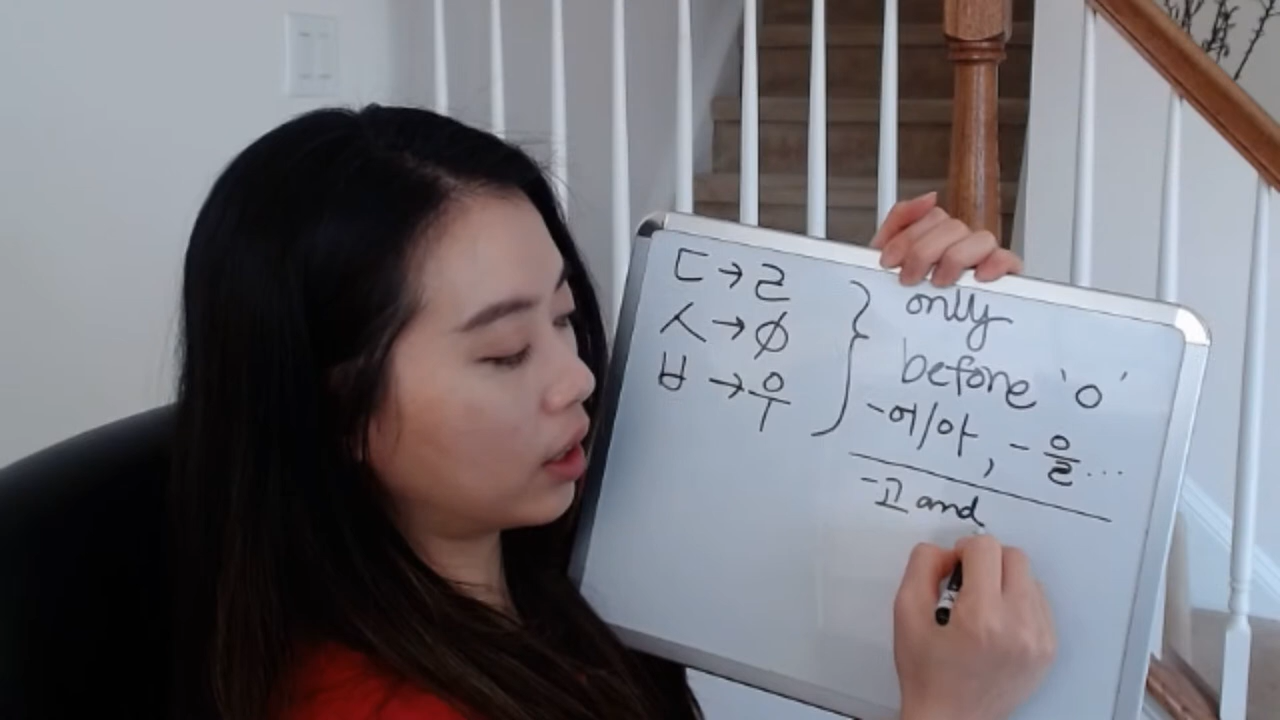 ㄷ→ㄹ
ㅅ→∅
ㅂ→우
} only
before 'ㅇ'
-어/아, -을...
-고 and